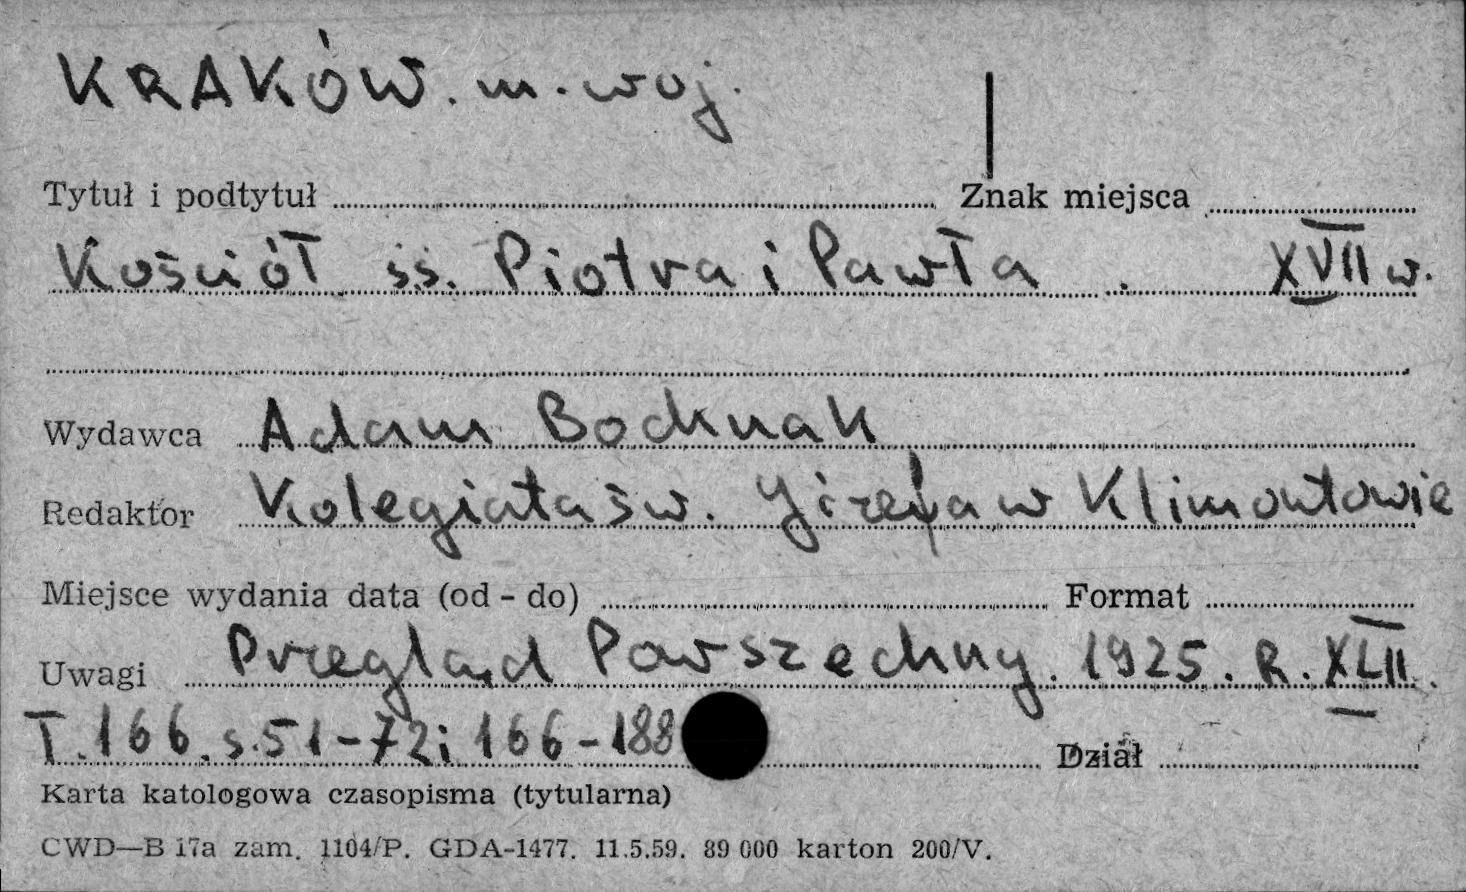 KRAKÓW. m. woj.
Tytuł i podtytuł Znak miejsca
Kościół śś. Piotra i Pawła. XVII w.
Wydawca Adam Bochnak
Redaktor Kolegiata św. Józefa w Klimontowie
Miejsce wydania data (od - do) Format
Uwagi Przegląd Powszechny. 1925. R. XLII.
T. 166. s. 51-72 i 166-188
Dział
Karta katologowa czasopisma (tytularna)
CWD—B 17a zam. 1104/P. GDA-1477. 11.5.59. 89 000 karton 200/V.